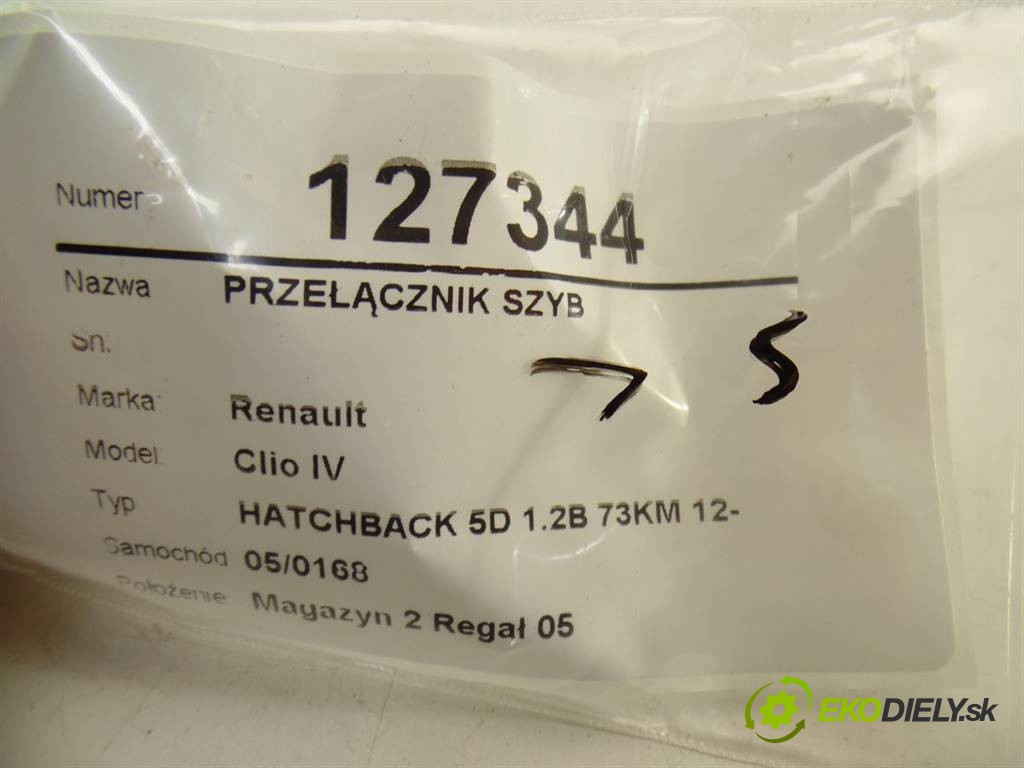 Numer 127344
Nazwa PRZEŁĄCZNIK SZYB
Sn:
Marka: Renault
Model Clio IV
Typ HATCHBACK 5D 1.2B 73KM 12-
Samochód 05/0168
Położenie Magazyn 2 Regał 05
EKODIELY.sk